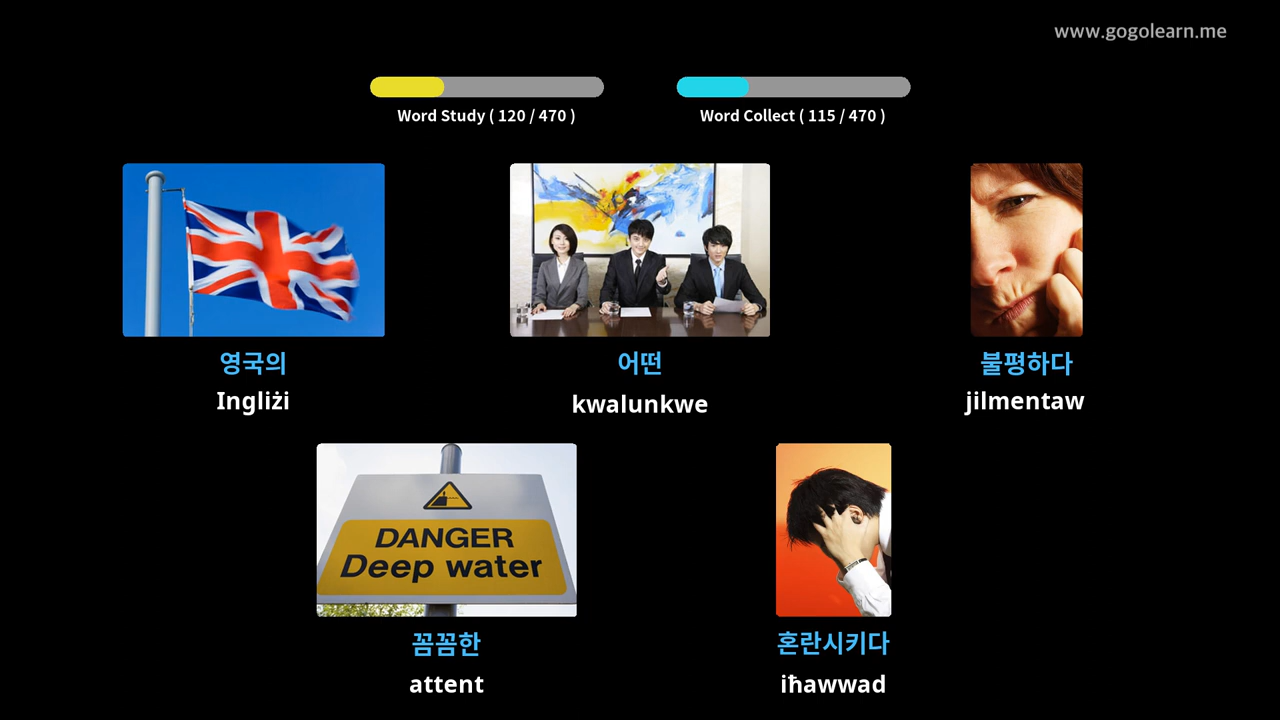 www.gogolearn.me
Word Study ( 120 / 470 )
Word Collect ( 115 / 470 )
영국의
Ingliżi
어떤
kwalunkwe
불평하다
jilmentaw
DANGER
Deep water
꼼꼼한
attent
혼란시키다
iħawwad